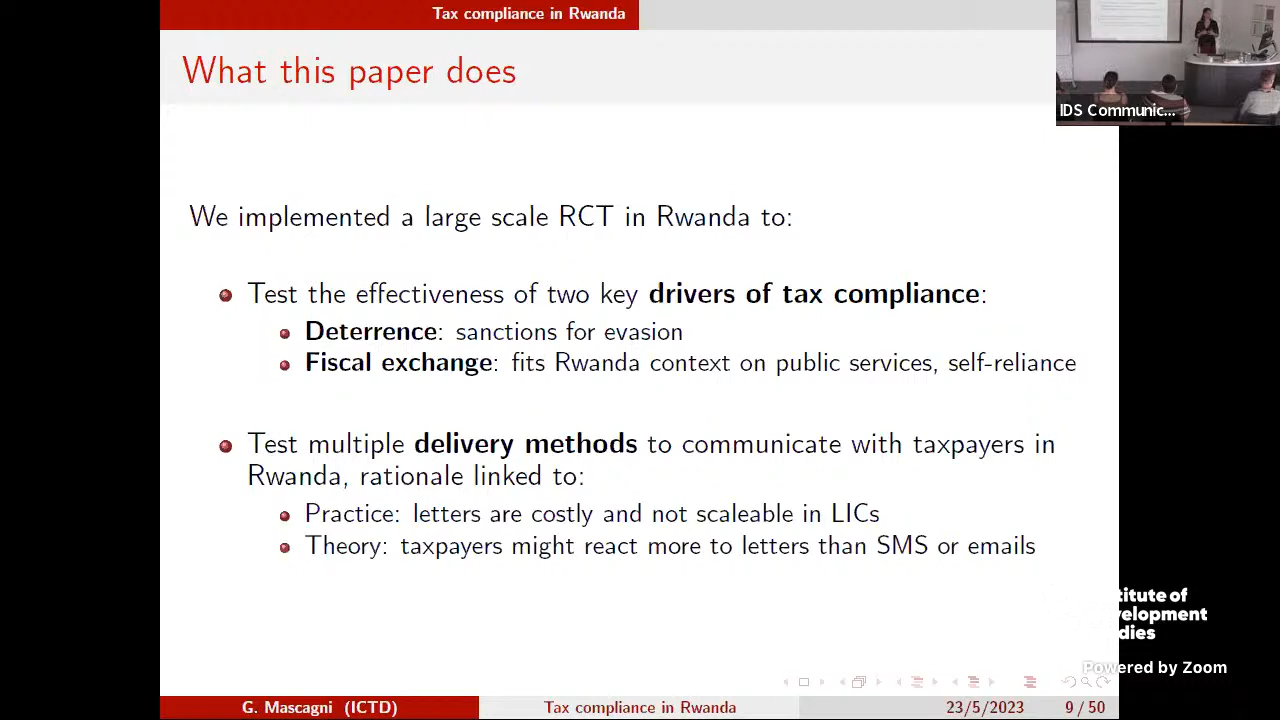 Tax compliance in Rwanda
What this paper does
IDS Communic...
We implemented a large scale RCT in Rwanda to:
Test the effectiveness of two key drivers of tax compliance:
Deterrence: sanctions for evasion
Fiscal exchange: fits Rwanda context on public services, self-reliance
Test multiple delivery methods to communicate with taxpayers in
Rwanda, rationale linked to:
Practice: letters are costly and not scaleable in LICs
Theory: taxpayers might react more to letters than SMS or emails
titute of
velopment
dies
Powered by Zoom
G. Mascagni (ICTD)
Tax compliance in Rwanda
23/5/2023
9 / 50